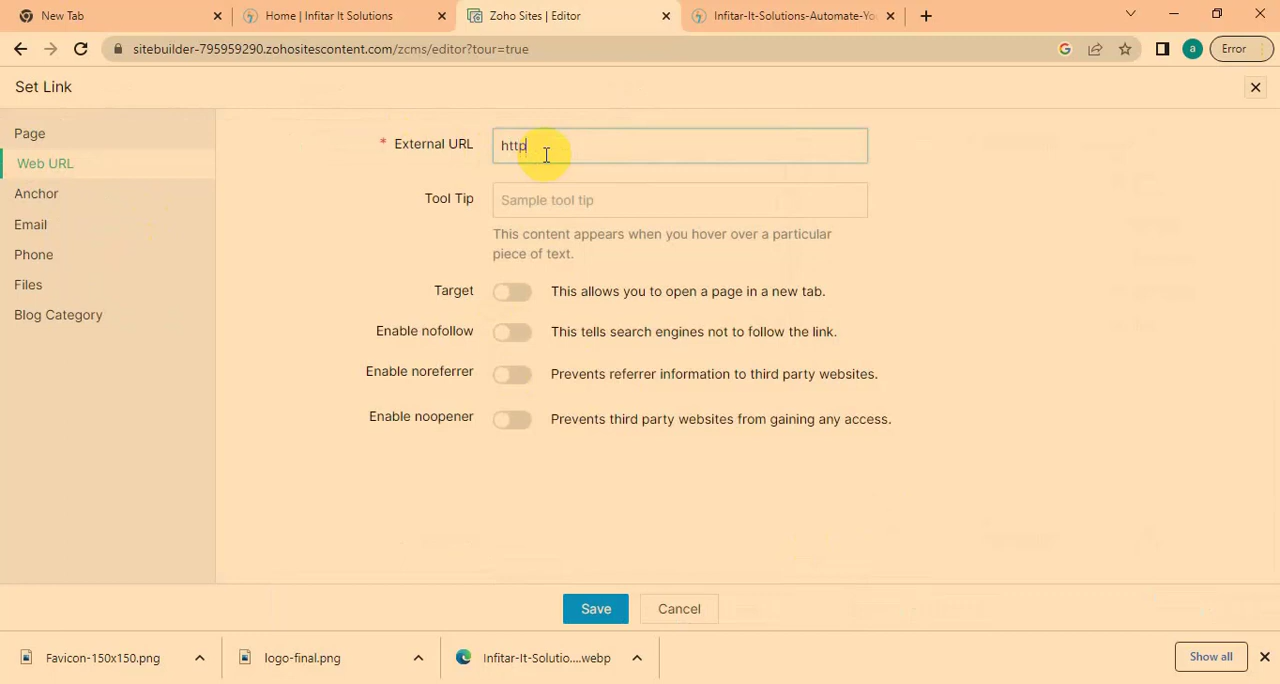 New Tab
Home | Infitar It Solutions
Zoho Sites | Editor
Infitar-It-Solutions-Automate-Yo
sitebuilder-795959290.zohositescontent.com/zcms/editor?tour=true
G
a
Error
Set Link
Page
Web URL
Anchor
Email
Phone
Files
Blog Category
* External URL
http
Tool Tip
Sample tool tip
This content appears when you hover over a particular
piece of text.
Target
This allows you to open a page in a new tab.
Enable nofollow
This tells search engines not to follow the link.
Enable noreferrer
Prevents referrer information to third party websites.
Enable noopener
Prevents third party websites from gaining any access.
Save
Cancel
Favicon-150x150.png
logo-final.png
Infitar-It-Solutio....webp
Show all